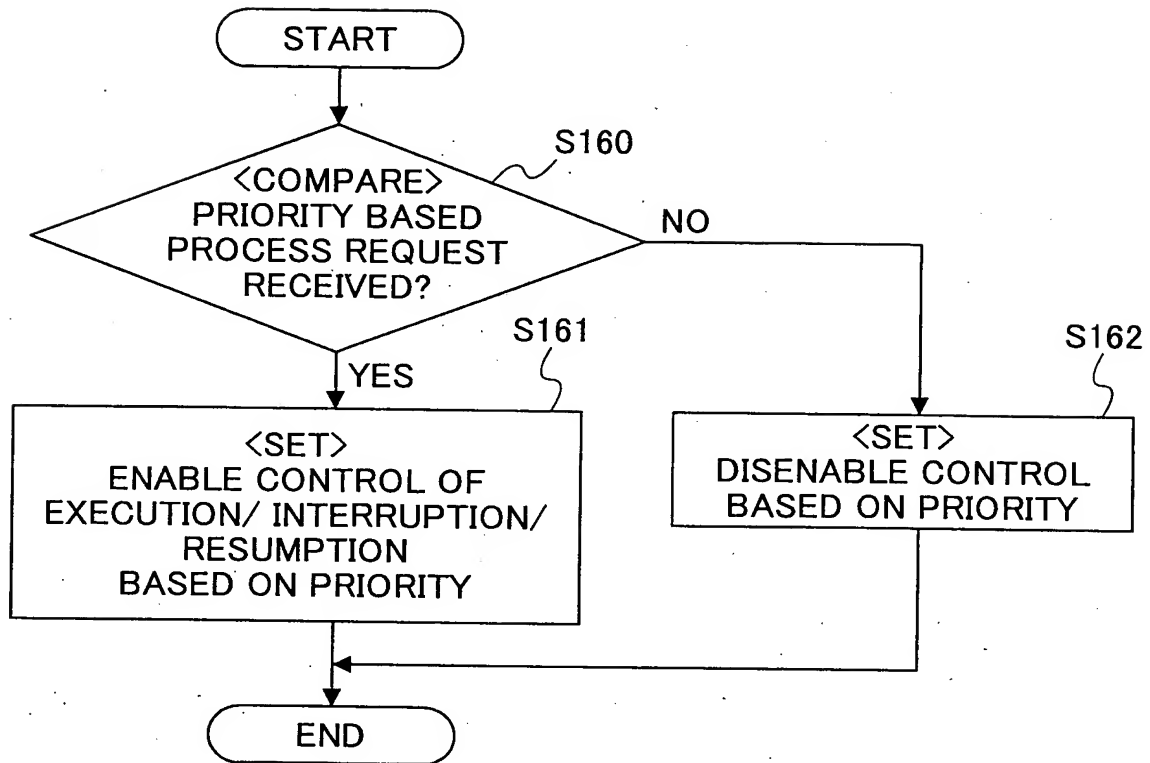 START
S160
<COMPARE>
PRIORITY BASED
PROCESS REQUEST
RECEIVED?
NO
YES
S161
<SET>
ENABLE CONTROL OF
EXECUTION/ INTERRUPTION/
RESUMPTION
BASED ON PRIORITY
S162
<SET>
DISENABLE CONTROL
BASED ON PRIORITY
END